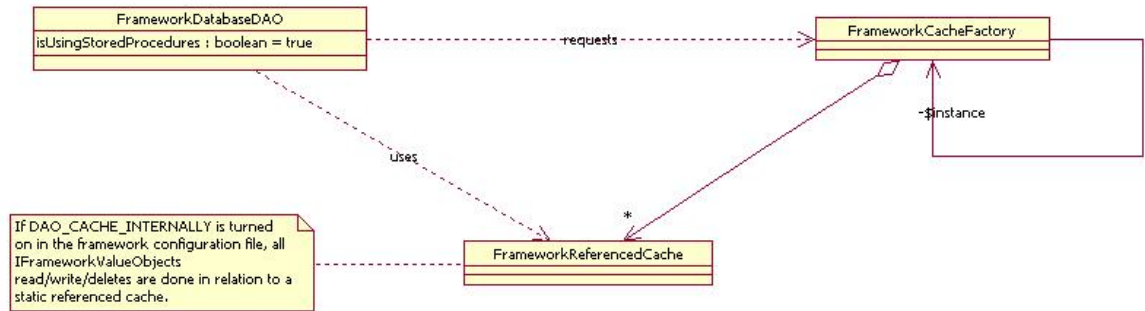 FrameworkDatabaseDAO
isUsingStoredProcedures : boolean = true
requests
FrameworkCacheFactory
-$instance
uses
*
If DAO_CACHE_INTERNALLY is turned
on in the framework configuration file, all
IFrameworkValueObjects
read/write/deletes are done in relation to a
static referenced cache.
FrameworkReferencedCache